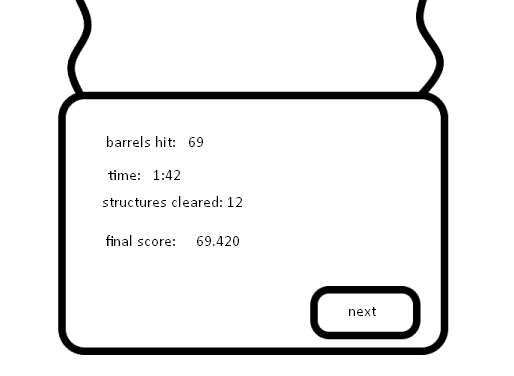 barrels hit: 69
time: 1:42
structures cleared: 12
final score: 69.420
next